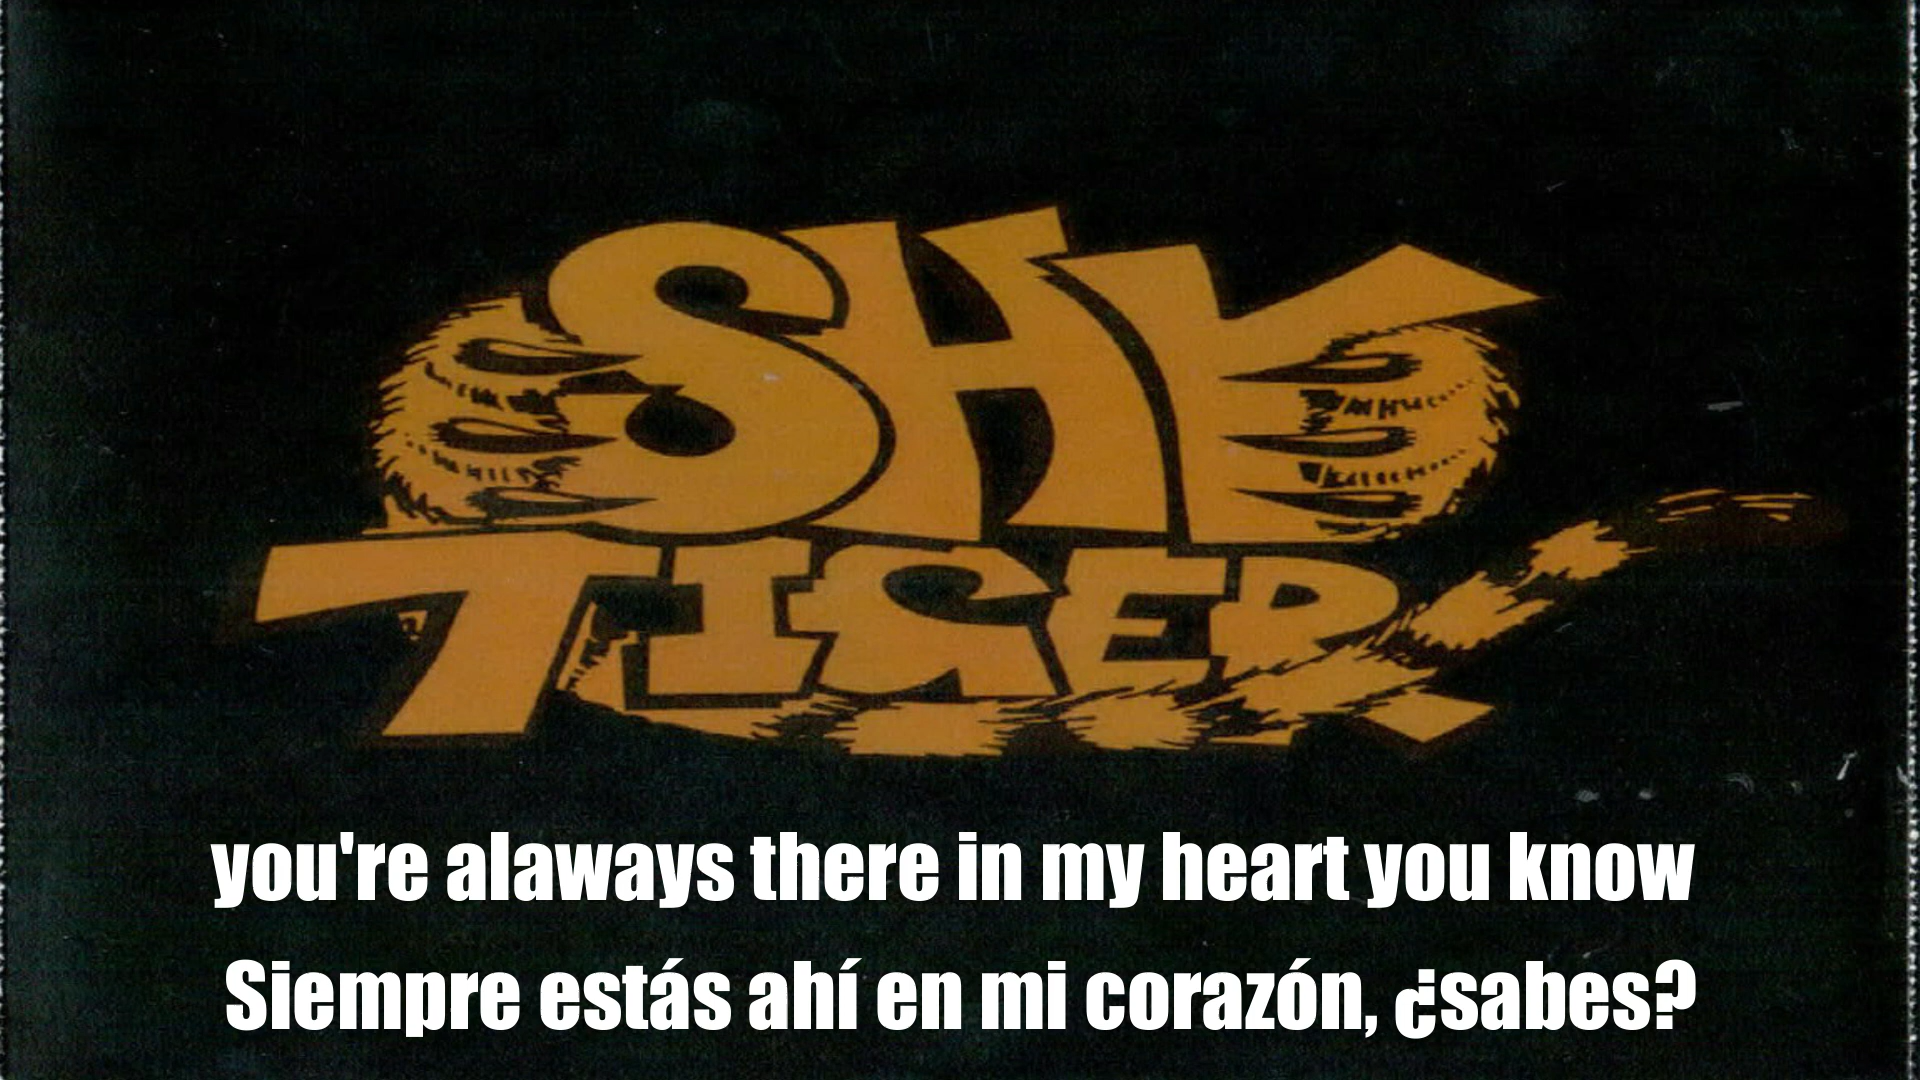 SHY
TIGER
you're alaways there in my heart you know
Siempre estás ahí en mi corazón, ¿sabes?